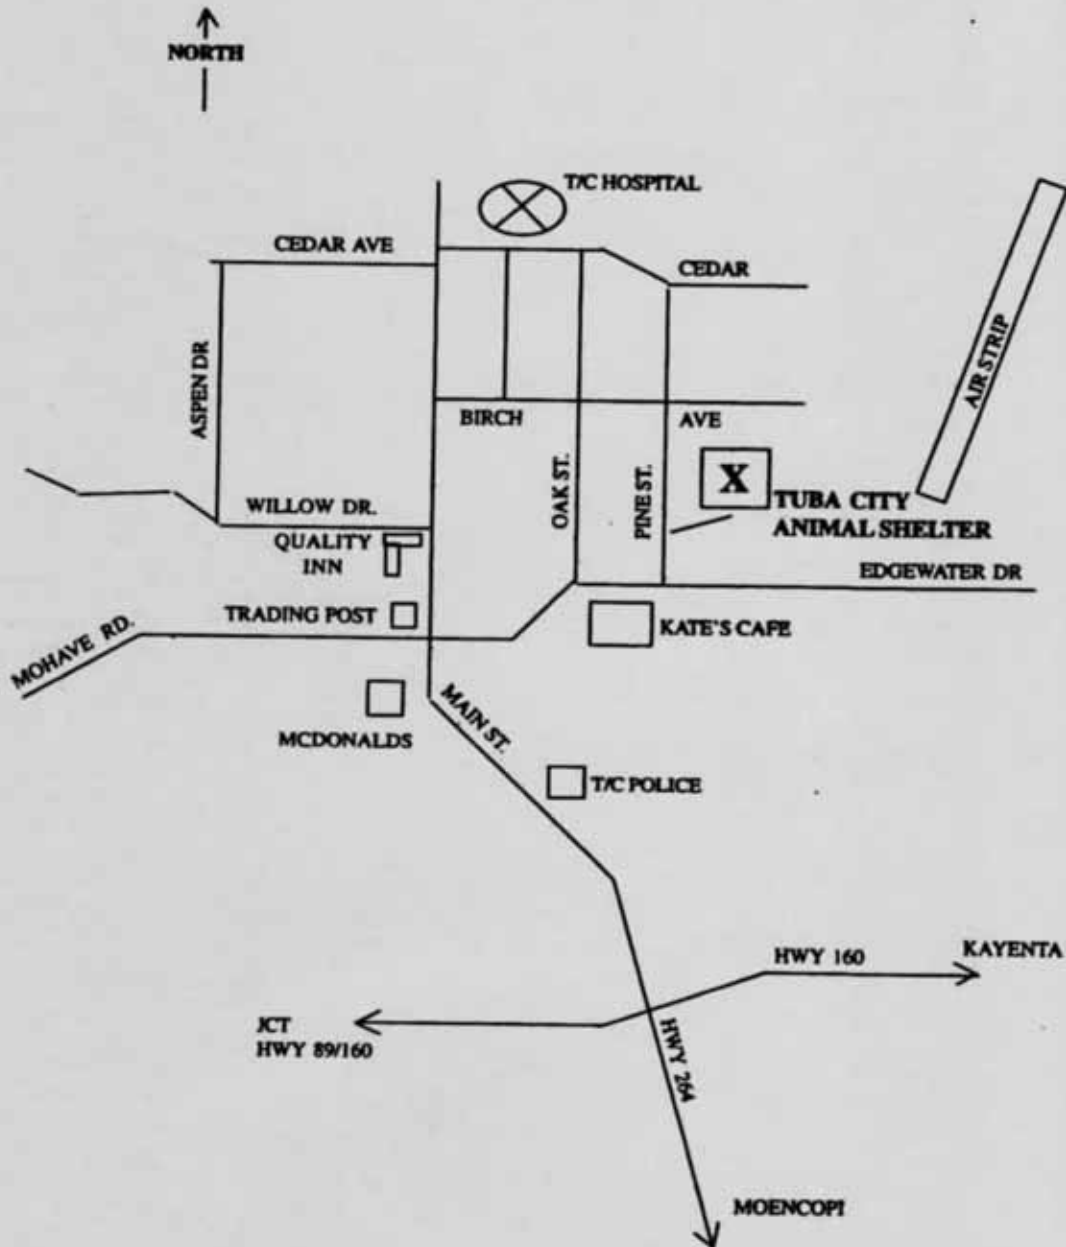 NORTH
T/C HOSPITAL
CEDAR AVE
CEDAR
ASPEN DR
AIR STRIP
BIRCH
AVE
OAK ST.
PINE ST.
X
TUBA CITY
ANIMAL SHELTER
WILLOW DR.
QUALITY
INN
EDGEWATER DR
TRADING POST
KATE'S CAFE
MOHAVE RD.
MAIN ST.
MCDONALDS
T/C POLICE
HWY 160
KAYENTA
JCT
HWY 89/160
HWY 264
MOENCOPI